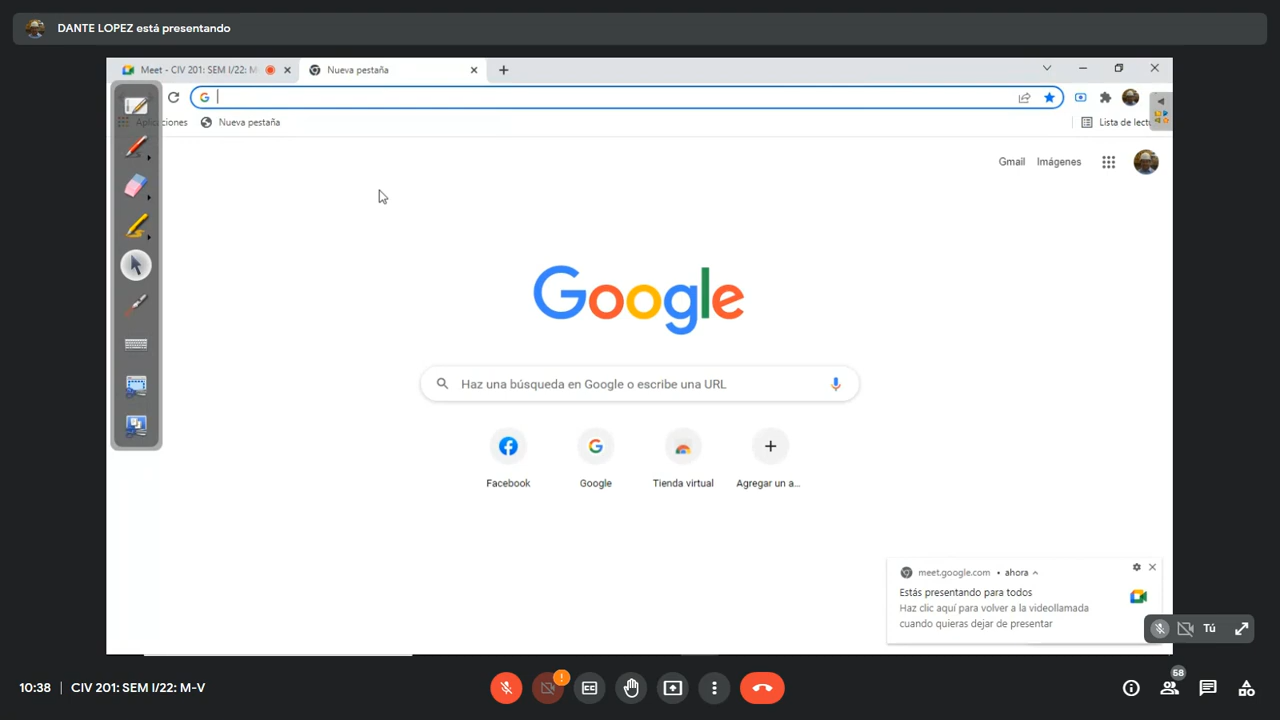 DANTE LOPEZ está presentando
Meet - CIV 201: SEM I/22: M-
Nueva pestaña
Aplicaciones
Nueva pestaña
Lista de lect
Gmail
Imágenes
Google
Haz una búsqueda en Google o escribe una URL
Facebook
Google
Tienda virtual
Agregar un a...
meet.google.com • ahora
Estás presentando para todos
Haz clic aquí para volver a la videollamada
cuando quieras dejar de presentar
Tú
10:38 | CIV 201: SEM I/22: M-V
CC
58